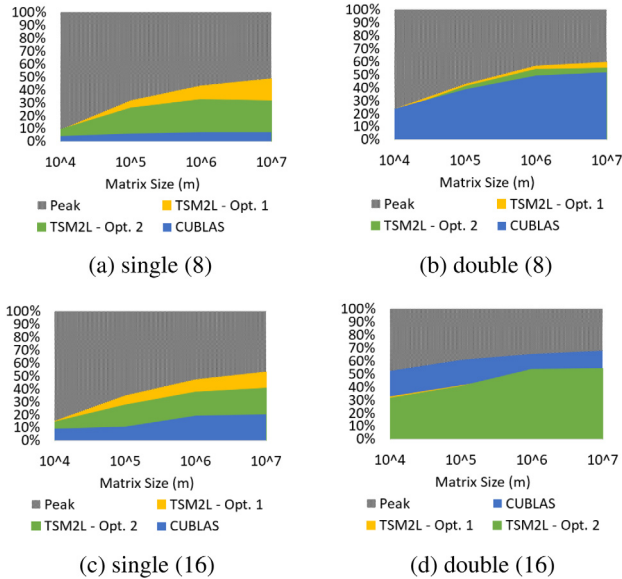 100%
90%
80%
70%
60%
50%
40%
30%
20%
10%
0%
10^4 10^5 10^6 10^7
Matrix Size (m)
Peak TSM2L - Opt. 1
TSM2L - Opt. 2 CUBLAS
(a) single (8)
100%
90%
80%
70%
60%
50%
40%
30%
20%
10%
0%
10^4 10^5 10^6 10^7
Matrix Size (m)
Peak TSM2L - Opt. 1
TSM2L - Opt. 2 CUBLAS
(b) double (8)
100%
90%
80%
70%
60%
50%
40%
30%
20%
10%
0%
10^4 10^5 10^6 10^7
Matrix Size (m)
Peak TSM2L - Opt. 1
TSM2L - Opt. 2 CUBLAS
(c) single (16)
100%
90%
80%
70%
60%
50%
40%
30%
20%
10%
0%
10^4 10^5 10^6 10^7
Matrix Size (m)
Peak CUBLAS
TSM2L - Opt. 1 TSM2L - Opt. 2
(d) double (16)